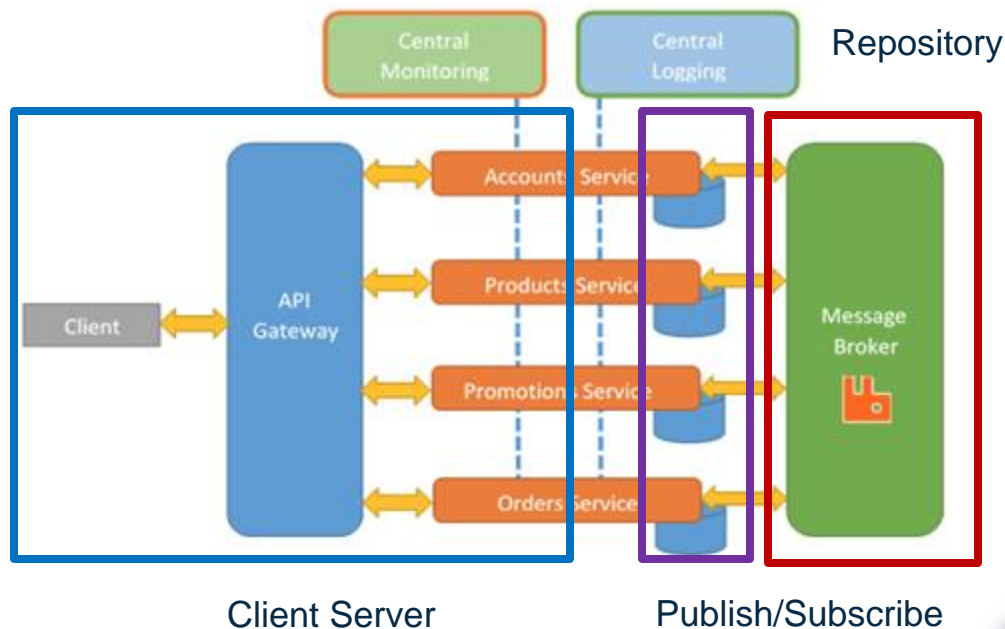 Central
Monitoring
Central
Logging
Repository
Accounts Service
Products Service
API
Gateway
Client
Message
Broker
Promotions Service
Orders Service
Client Server
Publish/Subscribe